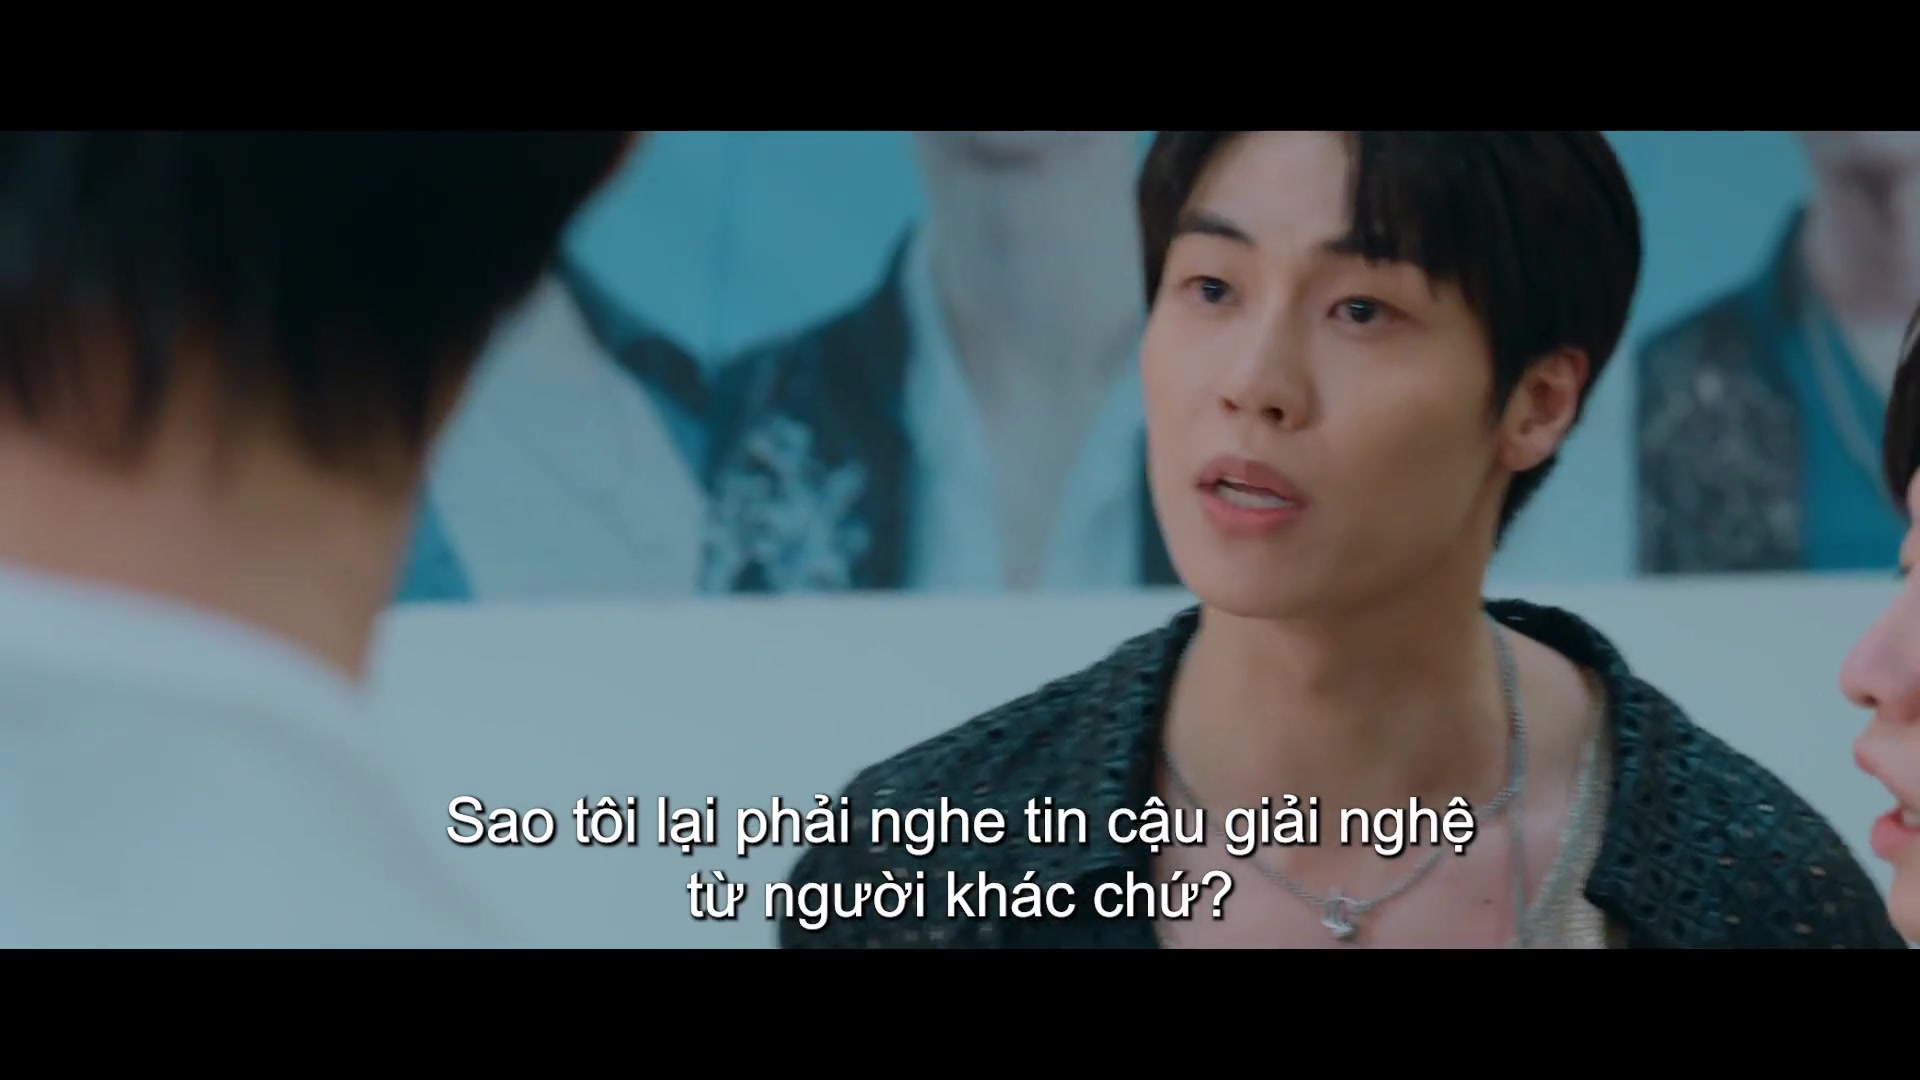 Sao tôi lại phải nghe tin cậu giải nghệ
từ người khác chứ?